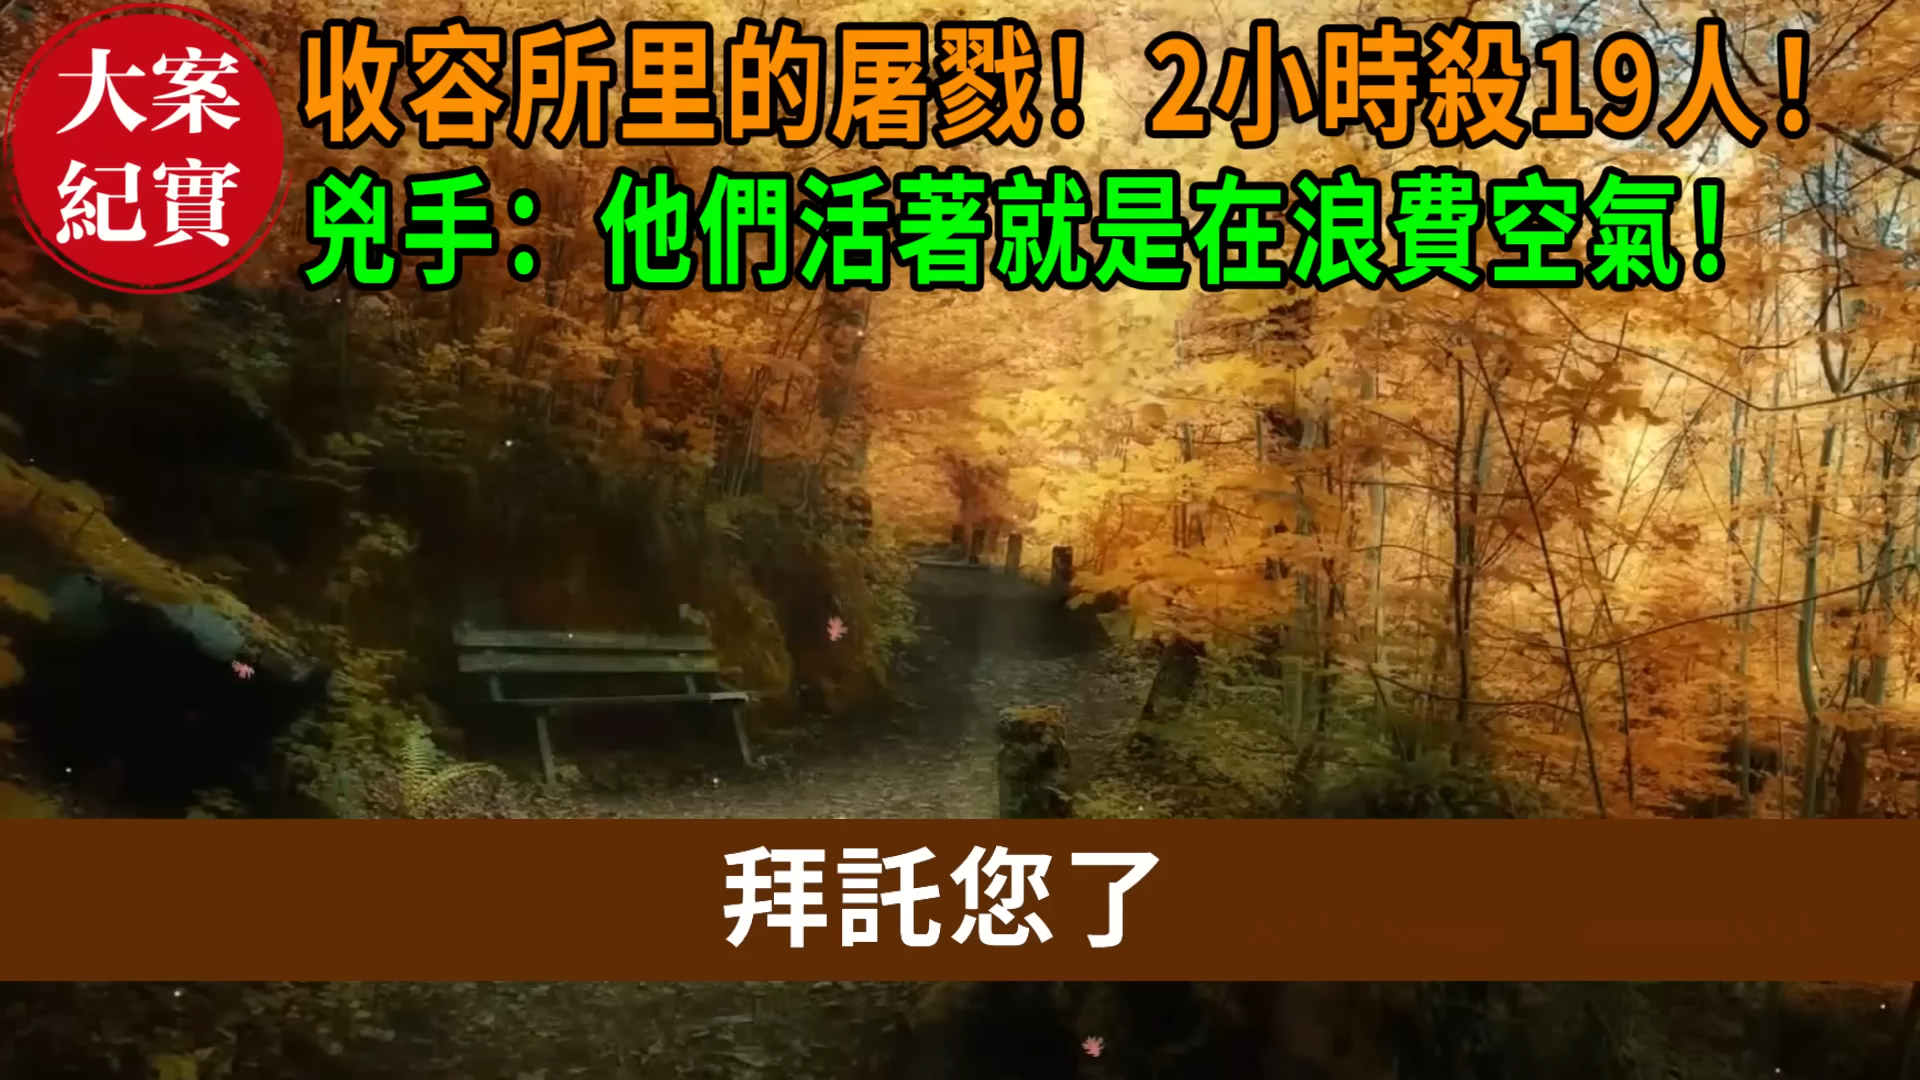 大案
紀實
收容所里的屠戮！2小時殺19人！
兇手：他們活著就是在浪費空氣！
拜託您了